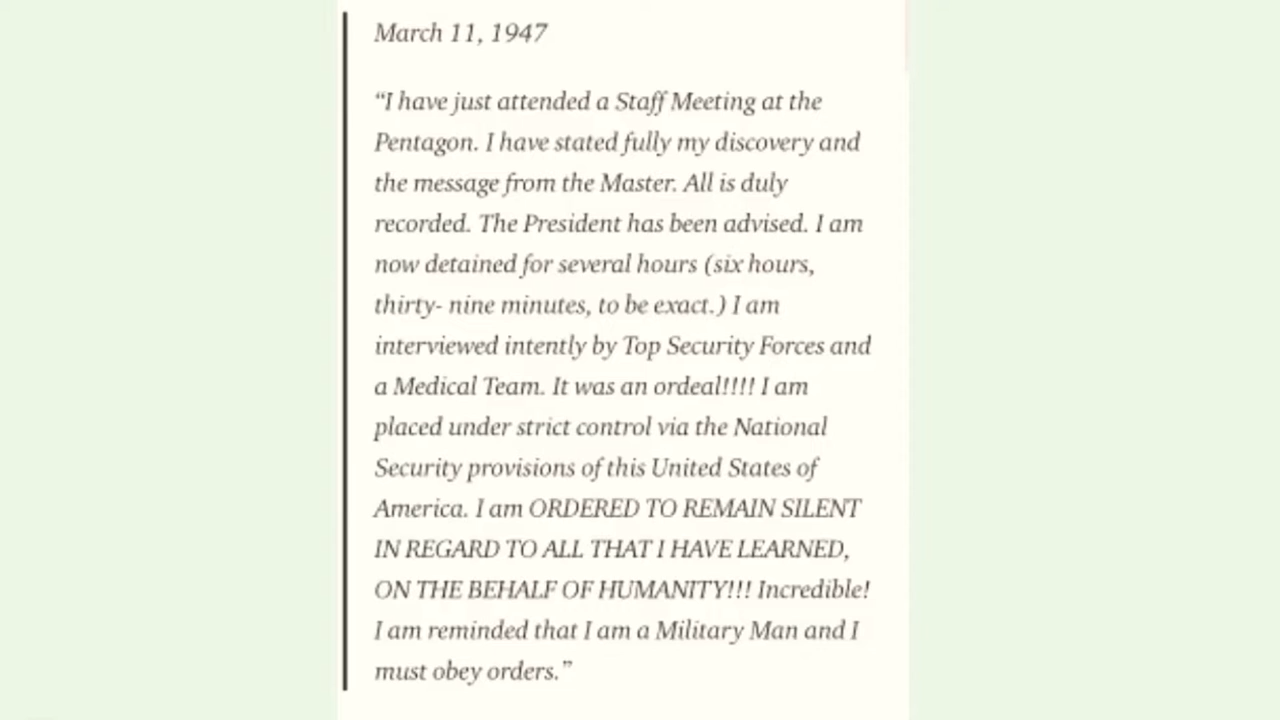 March 11, 1947
“I have just attended a Staff Meeting at the
Pentagon. I have stated fully my discovery and
the message from the Master. All is duly
recorded. The President has been advised. I am
now detained for several hours (six hours,
thirty- nine minutes, to be exact.) I am
interviewed intently by Top Security Forces and
a Medical Team. It was an ordeal!!!! I am
placed under strict control via the National
Security provisions of this United States of
America. I am ORDERED TO REMAIN SILENT
IN REGARD TO ALL THAT I HAVE LEARNED,
ON THE BEHALF OF HUMANITY!!! Incredible!
I am reminded that I am a Military Man and I
must obey orders.”